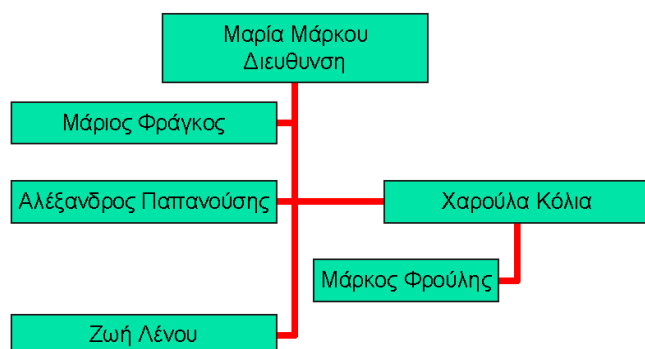 Μαρία Μάρκου
Διευθυνση
Μάριος Φράγκος
Αλέξανδρος Παπανούσης
Χαρούλα Κόλια
Μάρκος Φρούλης
Ζωή Λένου